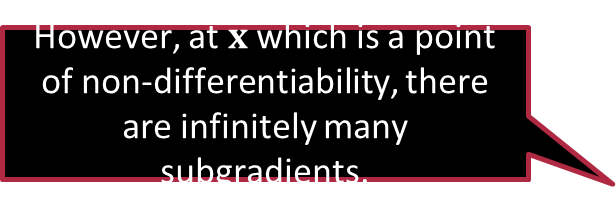 However, at x which is a point
of non-differentiability, there
are infinitely many
subgradients.